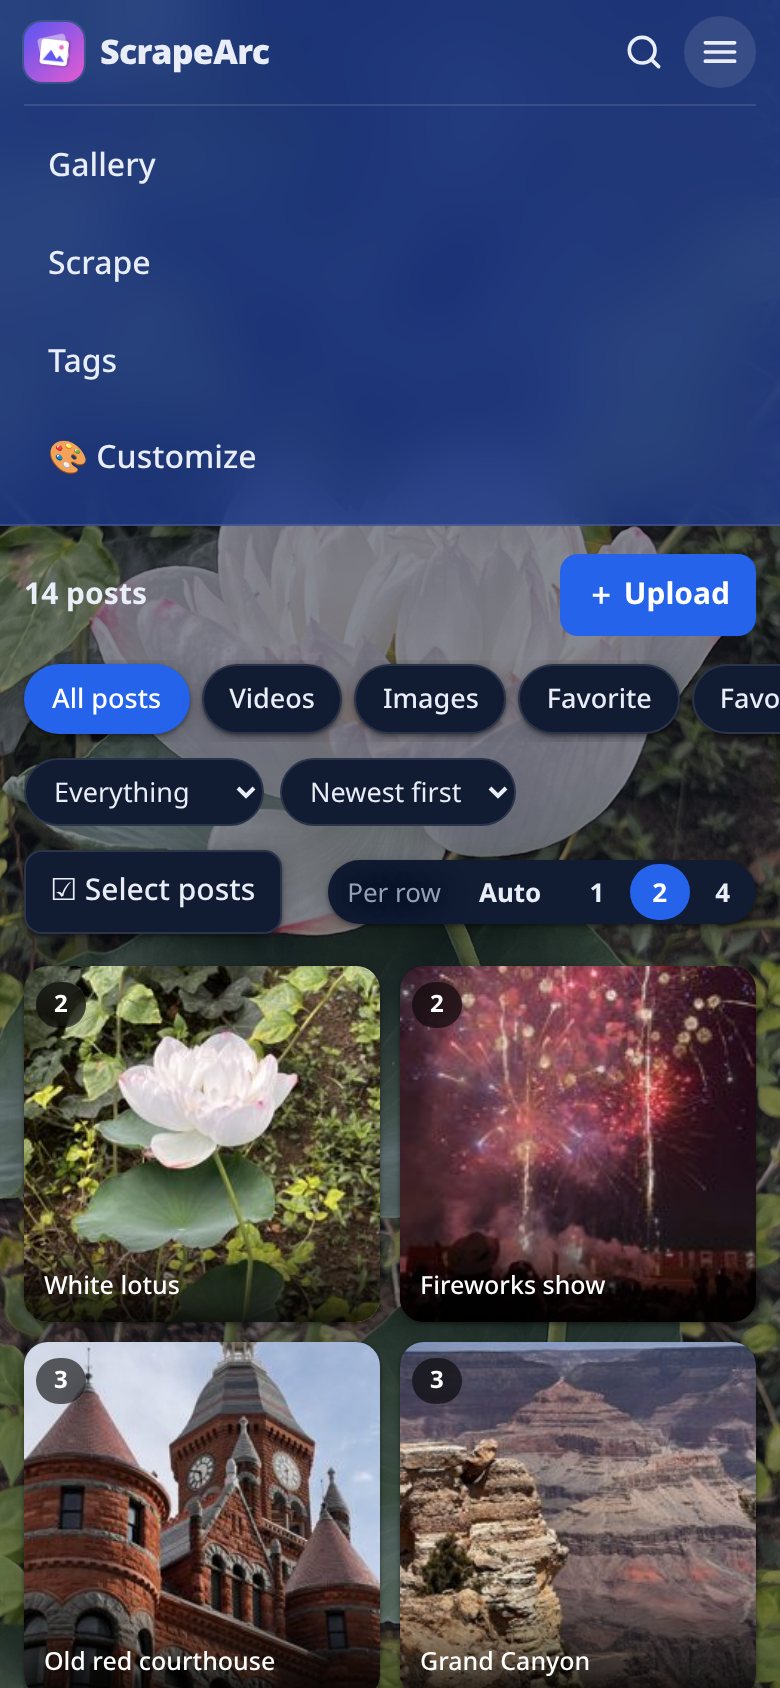 ScrapeArc
Gallery
Scrape
Tags
🎨 Customize
14 posts
+ Upload
All posts Videos Images Favorite Favo
Everything Newest first
☑ Select posts Per row Auto 1 2 4
2 2
White lotus Fireworks show
3 3
Old red courthouse Grand Canyon